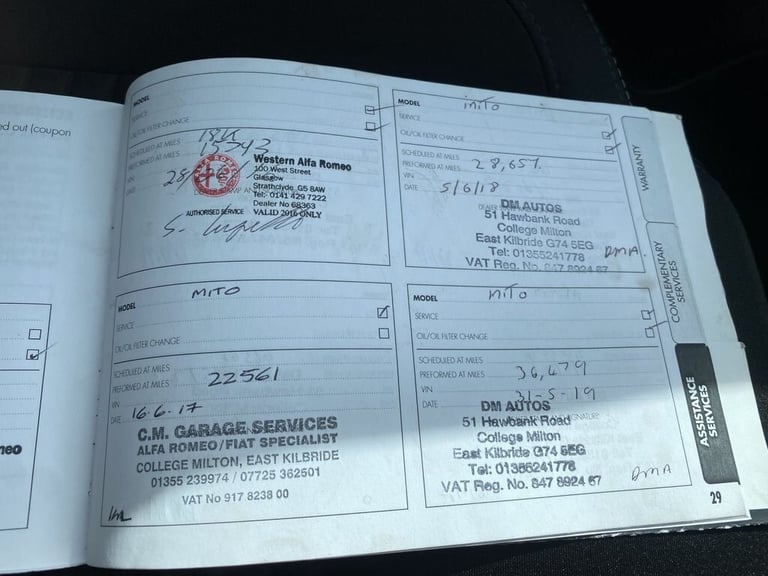 ed out (coupon
MODEL
SERVICE
OIL/OIL FILTER CHANGE
SCHEDULED AT MILES 18K
PREFORMED AT MILES 15743
Western Alfa Romeo
100 West Street
Glasgow
Strathclyde, G5 8AW
Tel:- 0141 429 7222
Dealer No 68363
AUTHORISED SERVICE VALID 2016 ONLY
MODEL MITO
SERVICE
OIL/OIL FILTER CHANGE
SCHEDULED AT MILES
PREFORMED AT MILES 28,657.
VIN
DATE 5/6/18
DM AUTOS
51 Hawbank Road
College Milton
East Kilbride G74 5EG
Tel: 01355241778
VAT Reg. No. 847 8924 67
DMA
MODEL MITO
SERVICE
OIL/OIL FILTER CHANGE
SCHEDULED AT MILES
PREFORMED AT MILES 22561
VIN
DATE 16.6.17
C.M. GARAGE SERVICES
ALFA ROMEO/FIAT SPECIALIST
COLLEGE MILTON, EAST KILBRIDE
01355 239974 / 07725 362501
VAT No 917 8238 00
MODEL MITO
SERVICE
OIL/OIL FILTER CHANGE
SCHEDULED AT MILES
PREFORMED AT MILES 36,479
VIN
DATE 31-5-19
DM AUTOS
51 Hawbank Road
College Milton
East Kilbride G74 5EG
Tel: 01355241778
VAT Reg. No. 847 8924 67
DMA
WARRANTY
COMPLEMENTARY
SERVICES
ASSISTANCE
SERVICES
29